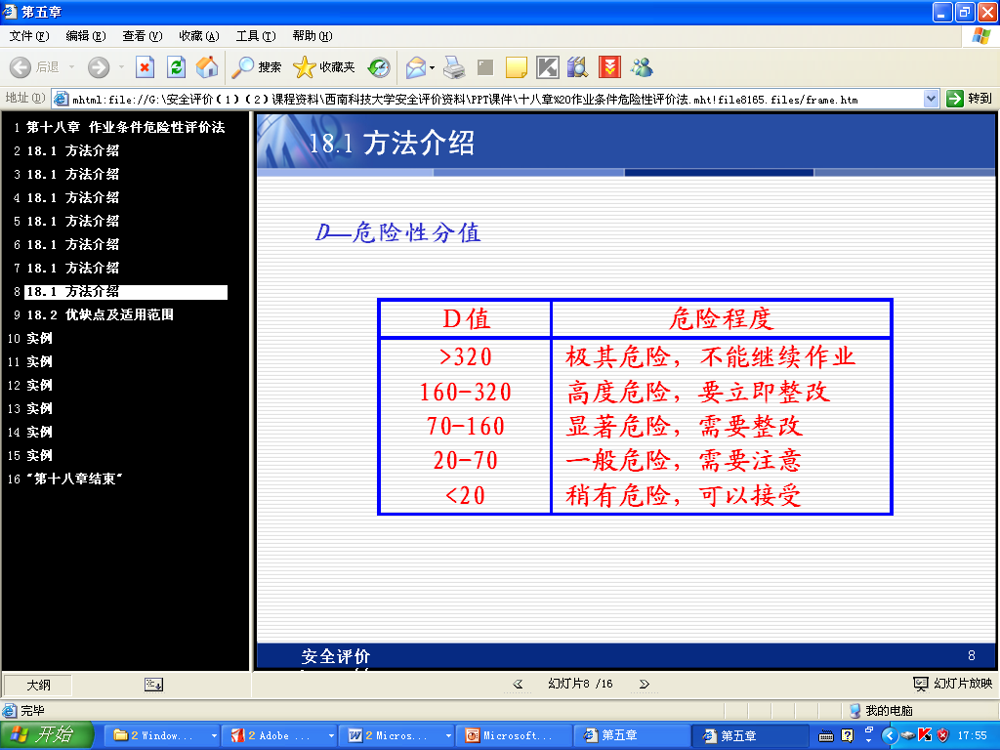 第五章
文件(F) 编辑(E) 查看(V) 收藏(A) 工具(T) 帮助(H)
后退 搜索 收藏夹
地址(D) mhtml:file://G:\安全评价(1)(2)课程资料\西南科技大学安全评价资料\PPT课件\十八章%20作业条件危险性评价法.mht!file8165.files/frame.htm 转到
1 第十八章 作业条件危险性评价法
2 18.1 方法介绍
3 18.1 方法介绍
4 18.1 方法介绍
5 18.1 方法介绍
6 18.1 方法介绍
7 18.1 方法介绍
8 18.1 方法介绍
9 18.2 优缺点及适用范围
10 实例
11 实例
12 实例
13 实例
14 实例
15 实例
16 "第十八章结束"
18.1 方法介绍
D—危险性分值
D值 危险程度
>320 极其危险，不能继续作业
160-320 高度危险，要立即整改
70-160 显著危险，需要整改
20-70 一般危险，需要注意
<20 稍有危险，可以接受
安全评价 8
大纲 幻灯片8 /16 幻灯片放映
完毕 我的电脑
开始 2 Window... 2 Adobe ... 2 Micros... Microsoft... 第五章 第五章 17:55